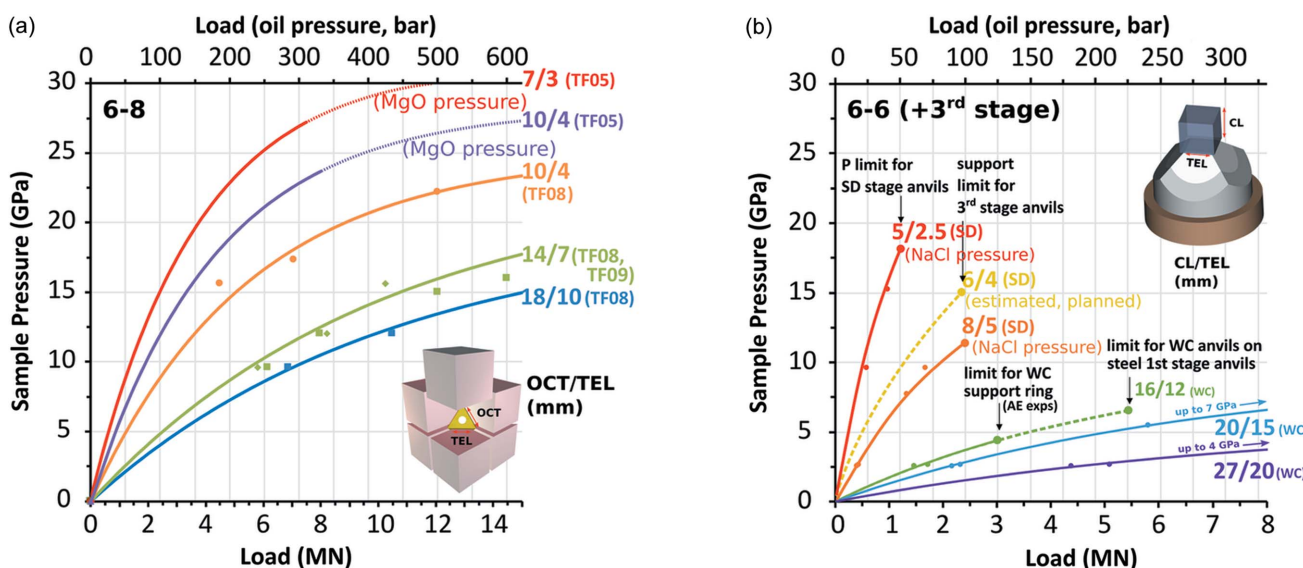 (a)
Load (oil pressure, bar)
0 100 200 300 400 500 600
30
25
20
15
10
5
0
Sample Pressure (GPa)
6-8
7/3 (TF05)
(MgO pressure)
10/4 (TF05)
(MgO pressure)
10/4
(TF08)
14/7 (TF08,
TF09)
18/10 (TF08)
OCT/TEL
(mm)
OCT
TEL
0 2 4 6 8 10 12 14
Load (MN)
(b)
Load (oil pressure, bar)
0 50 100 150 200 250 300
30
25
20
15
10
5
0
Sample Pressure (GPa)
6-6 (+3rd stage)
CL
TEL
CL/TEL
(mm)
P limit for
SD stage anvils
support
limit for
3rd stage anvils
5/2.5 (SD)
(NaCl pressure)
6/4 (SD)
(estimated, planned)
8/5 (SD)
(NaCl pressure)
limit for WC
support ring
(AE exps)
limit for WC anvils on
steel 1st stage anvils
16/12 (WC)
up to 7 GPa
20/15 (WC)
up to 4 GPa
27/20 (WC)
0 1 2 3 4 5 6 7 8
Load (MN)